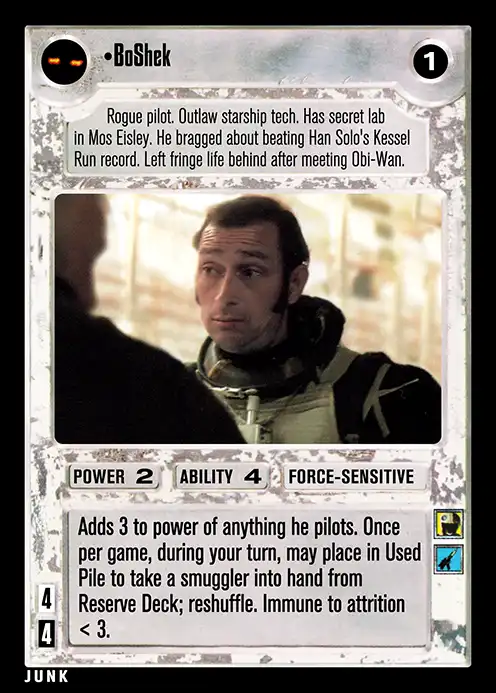 •BoShek
1
Rogue pilot. Outlaw starship tech. Has secret lab
in Mos Eisley. He bragged about beating Han Solo's Kessel
Run record. Left fringe life behind after meeting Obi-Wan.
POWER 2 ABILITY 4 FORCE-SENSITIVE
Adds 3 to power of anything he pilots. Once
per game, during your turn, may place in Used
Pile to take a smuggler into hand from
Reserve Deck; reshuffle. Immune to attrition
< 3.
4
4
JUNK